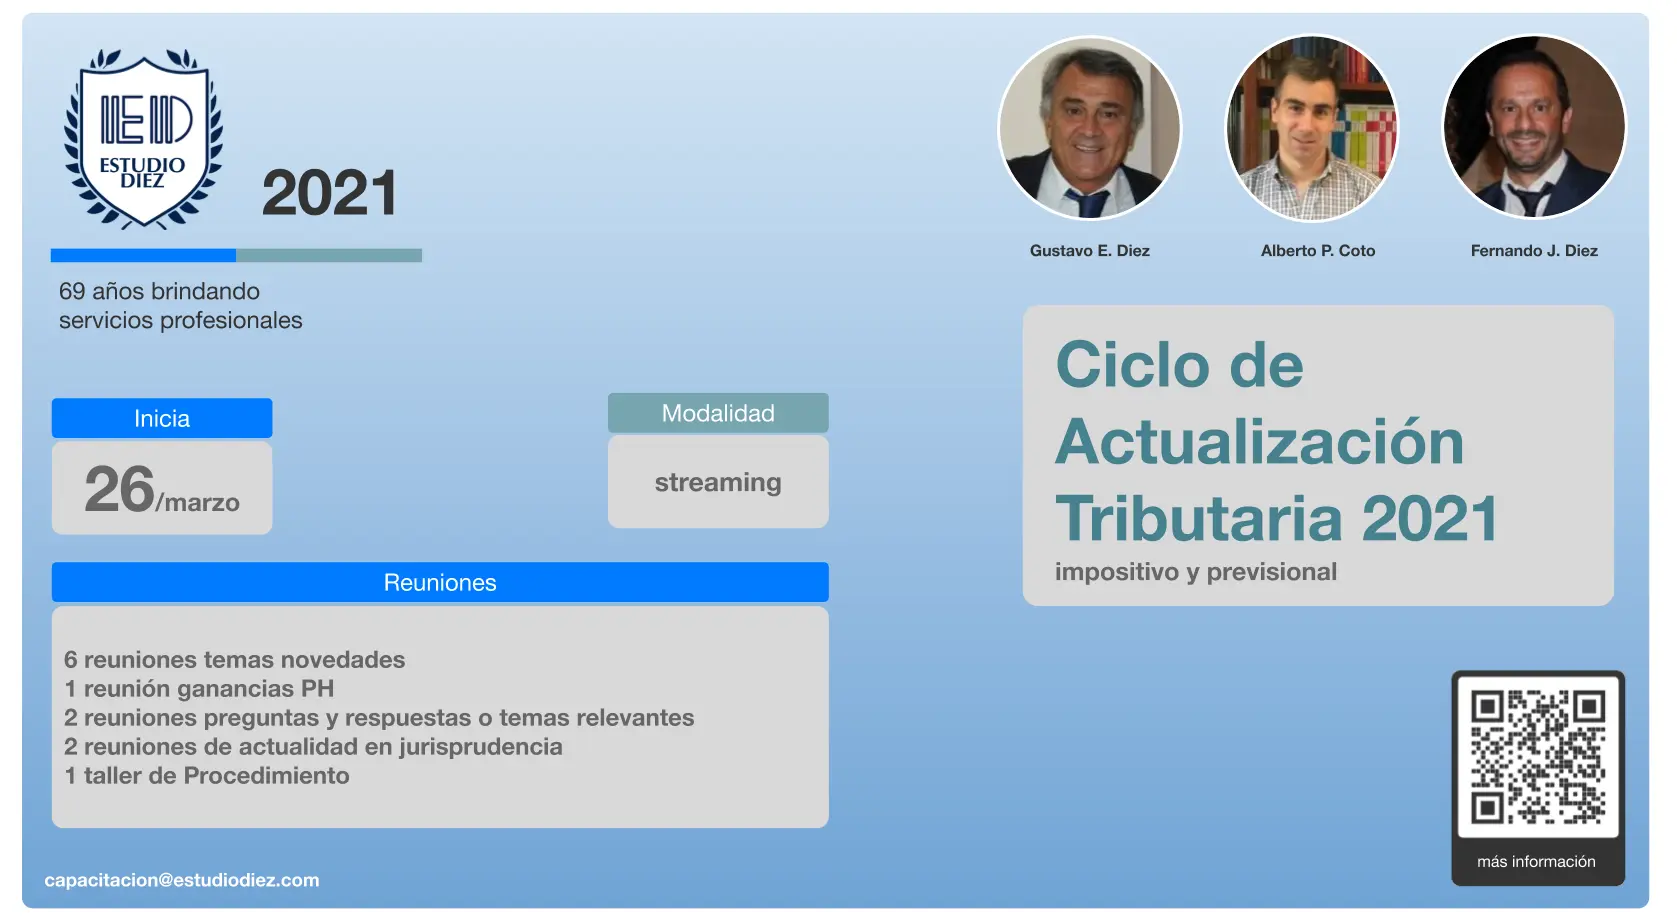 ED
ESTUDIO
DIEZ
2021
69 años brindando
servicios profesionales
Gustavo E. Diez
Alberto P. Coto
Fernando J. Diez
Ciclo de
Actualización
Tributaria 2021
impositivo y previsional
Inicia
26/marzo
Modalidad
streaming
Reuniones
6 reuniones temas novedades
1 reunión ganancias PH
2 reuniones preguntas y respuestas o temas relevantes
2 reuniones de actualidad en jurisprudencia
1 taller de Procedimiento
capacitacion@estudiodiez.com
más información